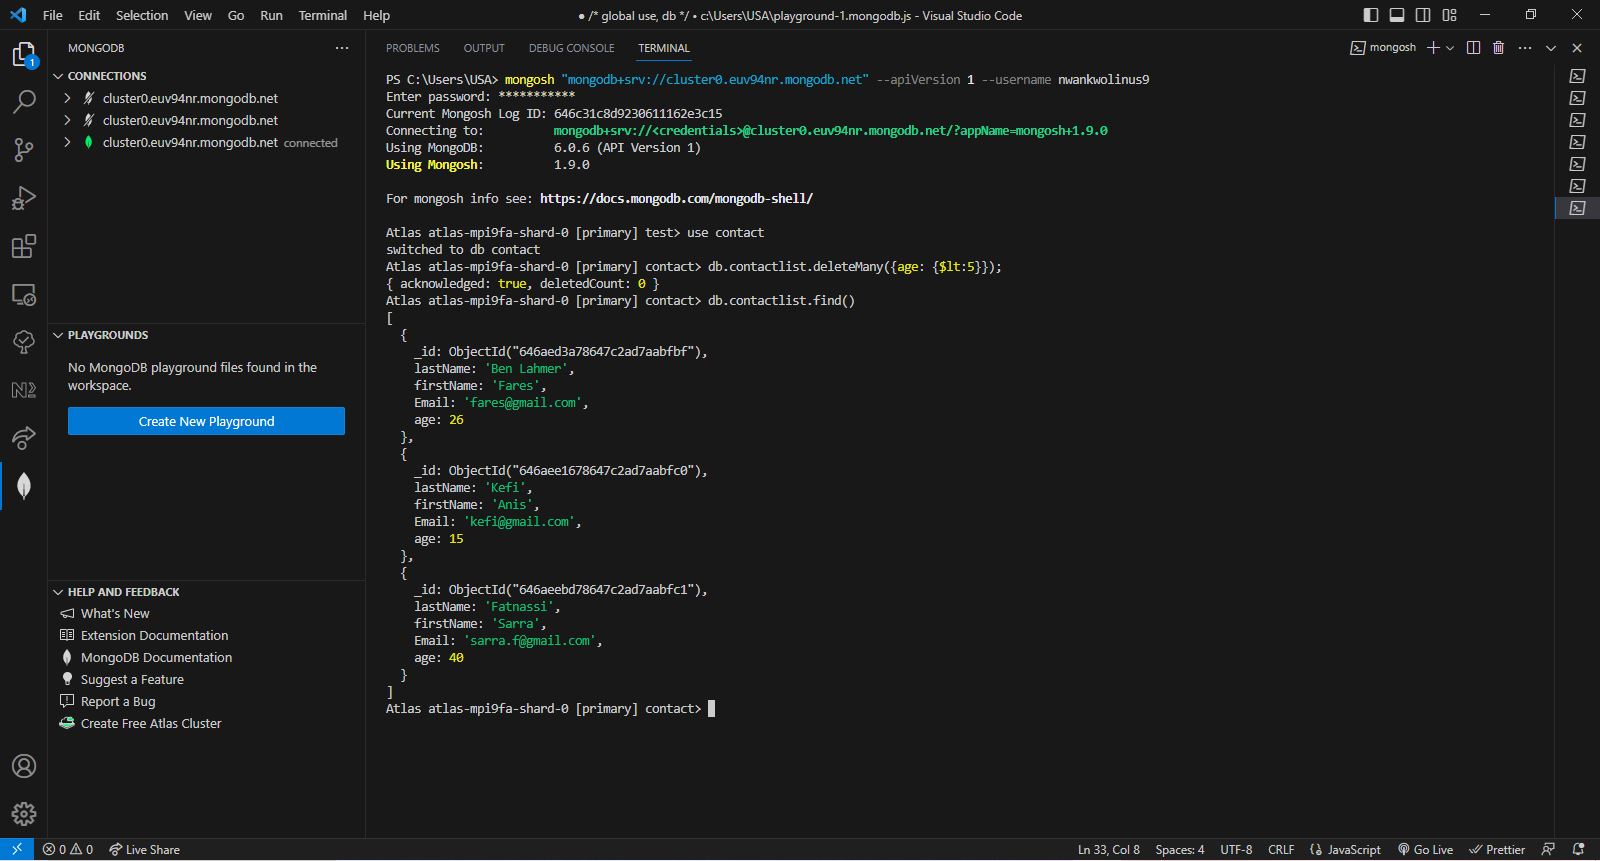 File Edit Selection View Go Run Terminal Help
● /* global use, db */ • c:\Users\USA\playground-1.mongodb.js - Visual Studio Code
1
MONGODB
CONNECTIONS
cluster0.euv94nr.mongodb.net
cluster0.euv94nr.mongodb.net
cluster0.euv94nr.mongodb.net connected
PLAYGROUNDS
No MongoDB playground files found in the
workspace.
Create New Playground
HELP AND FEEDBACK
What's New
Extension Documentation
MongoDB Documentation
Suggest a Feature
Report a Bug
Create Free Atlas Cluster
PROBLEMS OUTPUT DEBUG CONSOLE TERMINAL
mongosh
PS C:\Users\USA> mongosh "mongodb+srv://cluster0.euv94nr.mongodb.net" --apiVersion 1 --username nwankwolinus9
Enter password: ***********
Current Mongosh Log ID: 646c31c8d9230611162e3c15
Connecting to: mongodb+srv://<credentials>@cluster0.euv94nr.mongodb.net/?appName=mongosh+1.9.0
Using MongoDB: 6.0.6 (API Version 1)
Using Mongosh: 1.9.0
For mongosh info see: https://docs.mongodb.com/mongodb-shell/
Atlas atlas-mpi9fa-shard-0 [primary] test> use contact
switched to db contact
Atlas atlas-mpi9fa-shard-0 [primary] contact> db.contactlist.deleteMany({age: {$lt:5}});
{ acknowledged: true, deletedCount: 0 }
Atlas atlas-mpi9fa-shard-0 [primary] contact> db.contactlist.find()
[
{
_id: ObjectId("646aed3a78647c2ad7aabfbf"),
lastName: 'Ben Lahmer',
firstName: 'Fares',
Email: 'fares@gmail.com',
age: 26
},
{
_id: ObjectId("646aee1678647c2ad7aabfc0"),
lastName: 'Kefi',
firstName: 'Anis',
Email: 'kefi@gmail.com',
age: 15
},
{
_id: ObjectId("646aeebd78647c2ad7aabfc1"),
lastName: 'Fatnassi',
firstName: 'Sarra',
Email: 'sarra.f@gmail.com',
age: 40
}
]
Atlas atlas-mpi9fa-shard-0 [primary] contact>
0 0 Live Share
Ln 33, Col 8 Spaces: 4 UTF-8 CRLF {} JavaScript Go Live Prettier